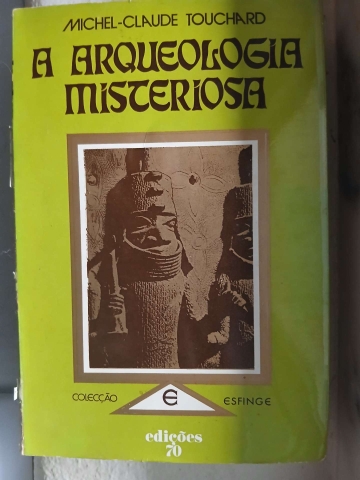 MICHEL-CLAUDE TOUCHARD
A ARQUEOLOGIA
MISTERIOSA
COLECÇÃO e ESFINGE
edições
70